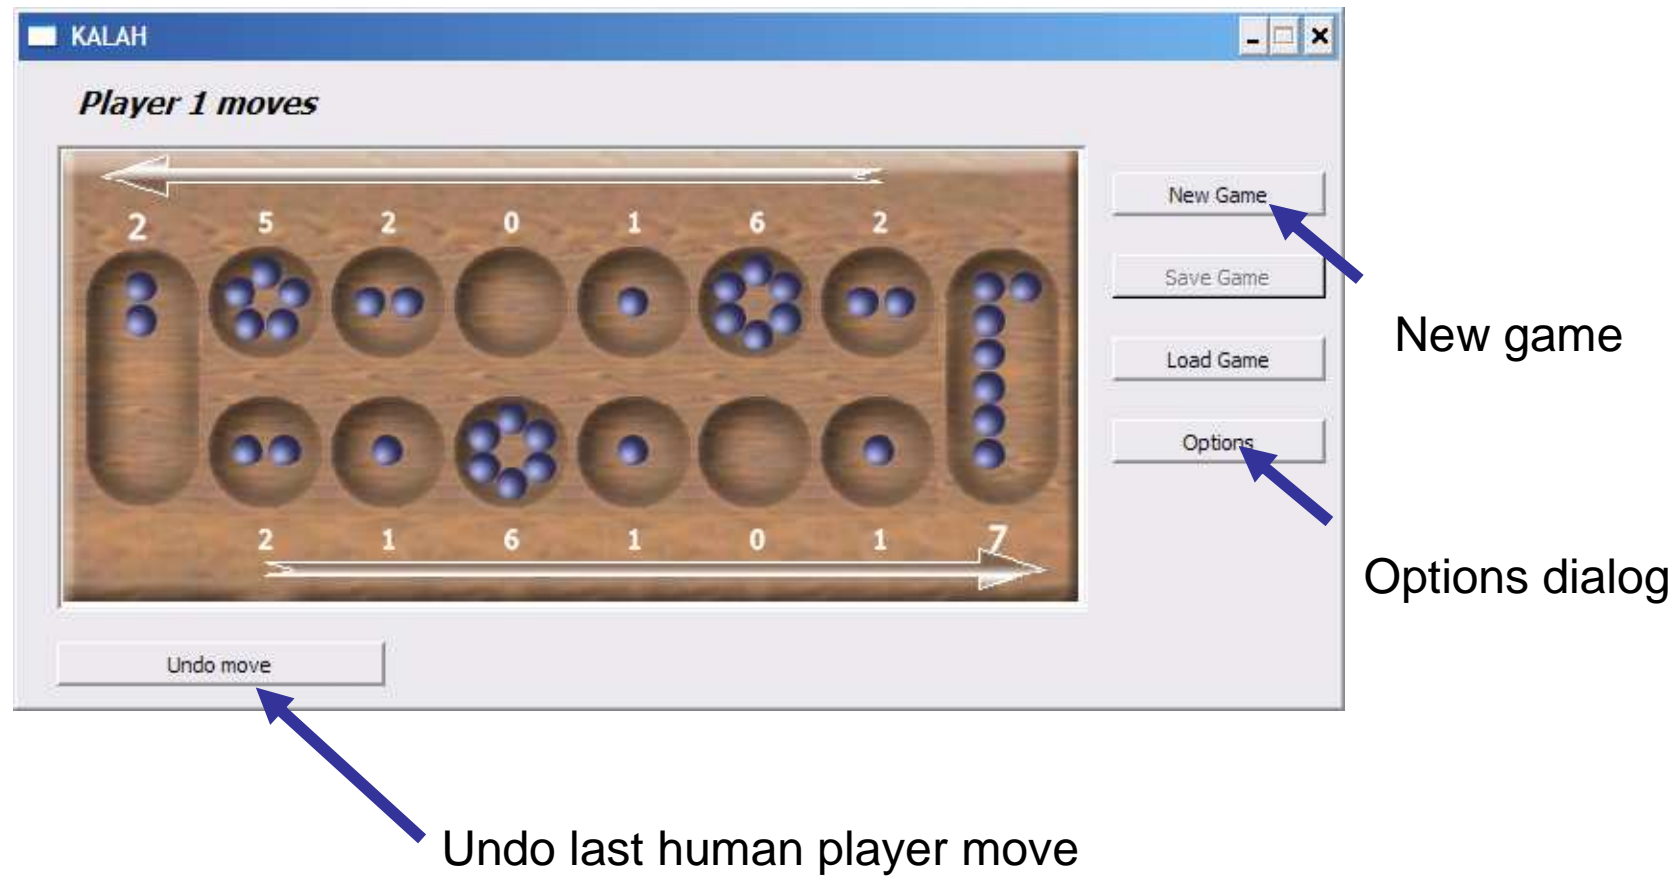 KALAH
Player 1 moves
2 5 2 0 1 6 2
2 1 6 1 0 1 7
New Game
Save Game
Load Game
Options
Undo move
New game
Options dialog
Undo last human player move